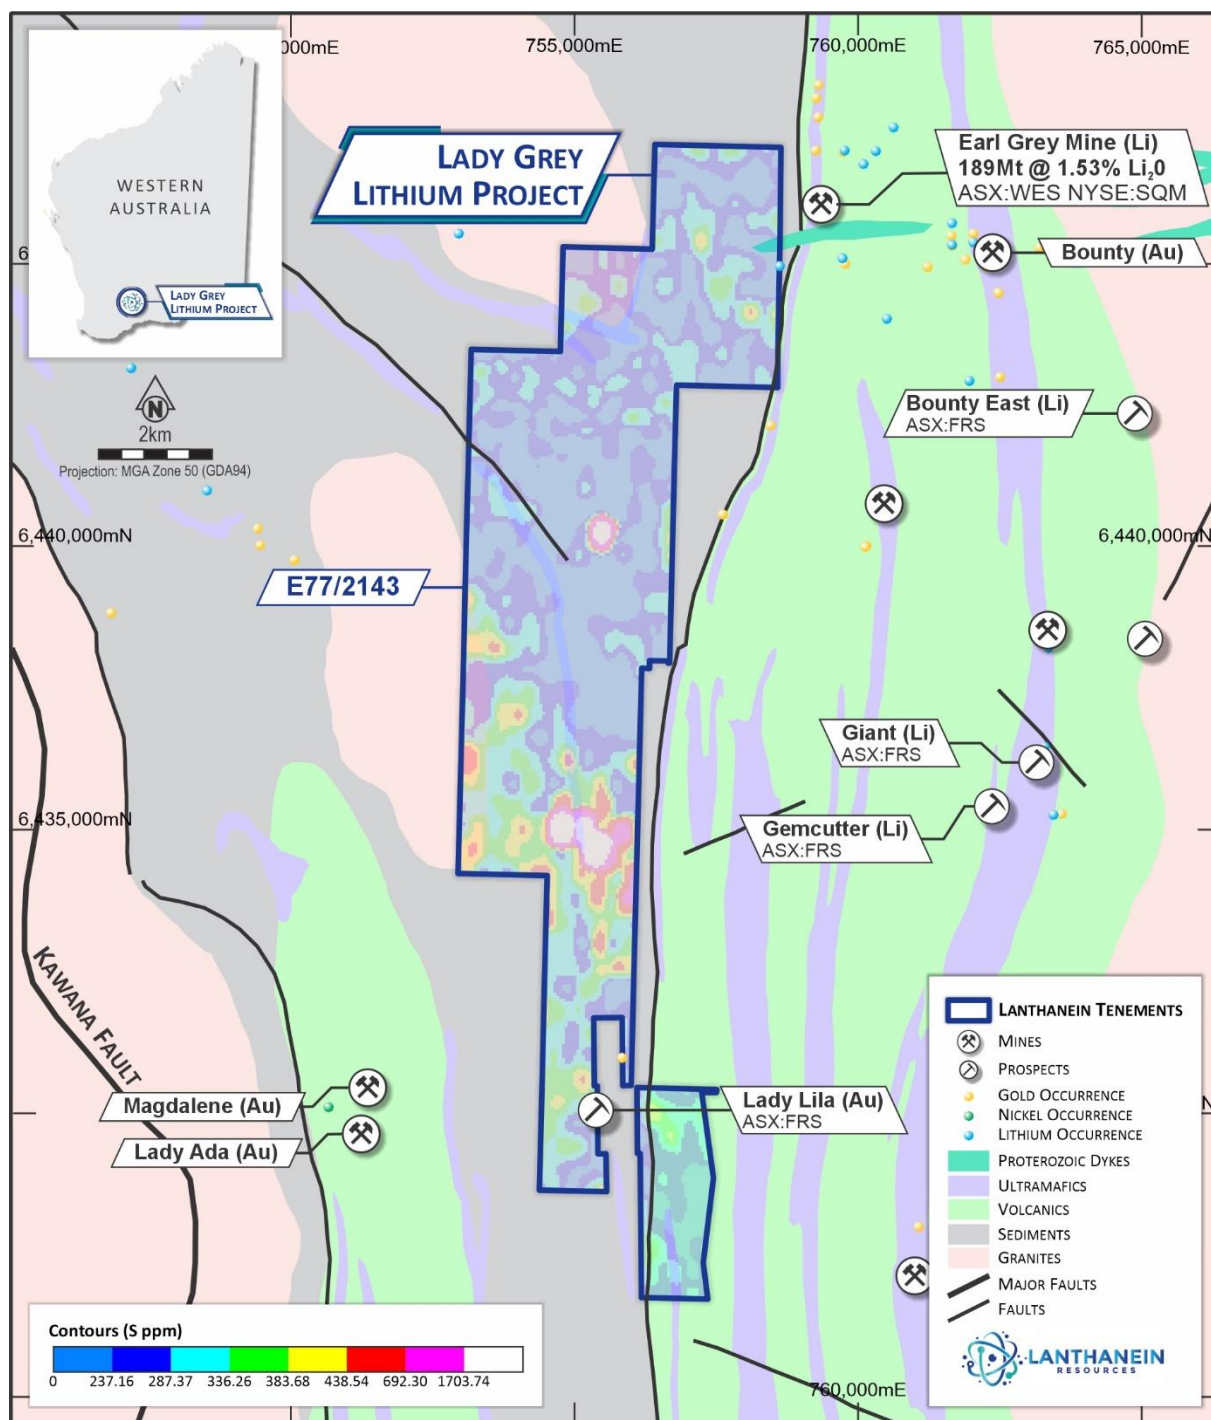 000mE
755,000mE
760,000mE
765,000mE
WESTERN
AUSTRALIA
LADY GREY
LITHIUM PROJECT
LADY GREY
LITHIUM PROJECT
Earl Grey Mine (Li)
189Mt @ 1.53% Li₂0
ASX:WES NYSE:SQM
Bounty (Au)
6
N
2km
Projection: MGA Zone 50 (GDA94)
Bounty East (Li)
ASX:FRS
6,440,000mN
6,440,000mN
E77/2143
Giant (Li)
ASX:FRS
6,435,000mN
Gemcutter (Li)
ASX:FRS
KAWANA FAULT
Magdalene (Au)
Lady Ada (Au)
Lady Lila (Au)
ASX:FRS
N
LANTHANEIN TENEMENTS
MINES
PROSPECTS
GOLD OCCURRENCE
NICKEL OCCURRENCE
LITHIUM OCCURRENCE
PROTEROZOIC DYKES
ULTRAMAFICS
VOLCANICS
SEDIMENTS
GRANITES
MAJOR FAULTS
FAULTS
LANTHANEIN
RESOURCES
Contours (S ppm)
0 237.16 287.37 336.26 383.68 438.54 692.30 1703.74
760,000mE